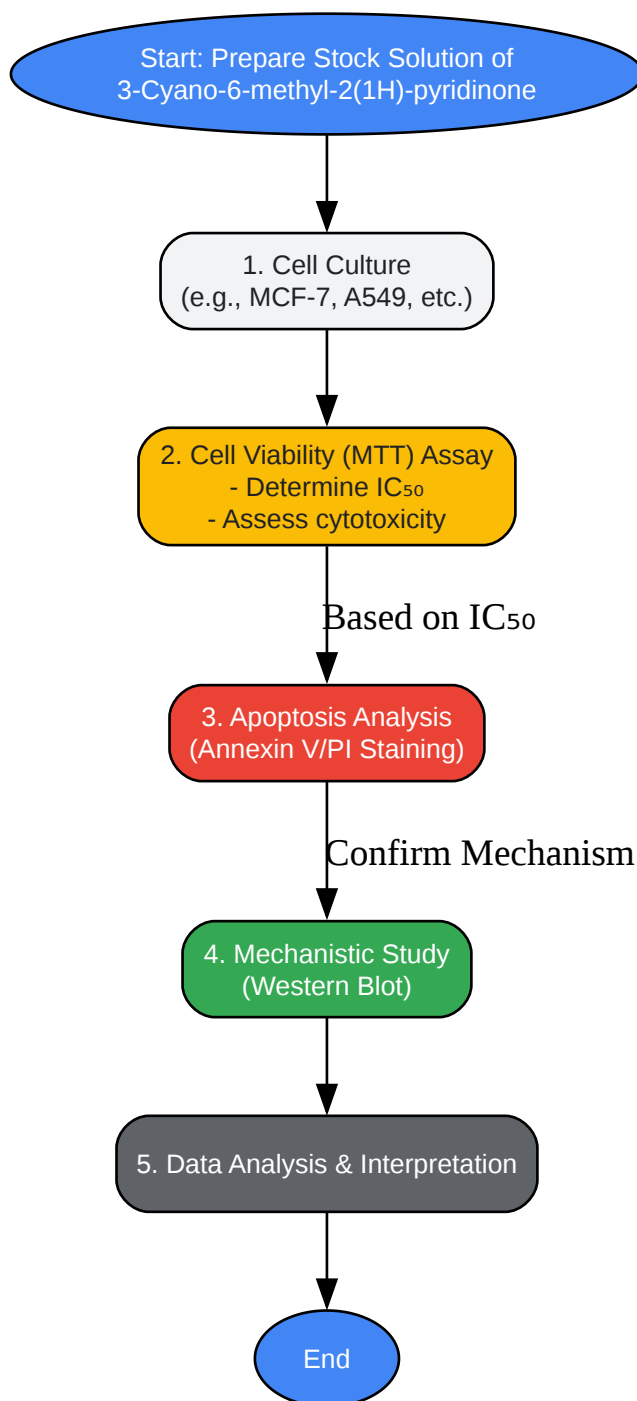 Start: Prepare Stock Solution of
3-Cyano-6-methyl-2(1H)-pyridinone
1. Cell Culture
(e.g., MCF-7, A549, etc.)
2. Cell Viability (MTT) Assay
- Determine IC₅₀
- Assess cytotoxicity
Based on IC₅₀
3. Apoptosis Analysis
(Annexin V/PI Staining)
Confirm Mechanism
4. Mechanistic Study
(Western Blot)
5. Data Analysis & Interpretation
End